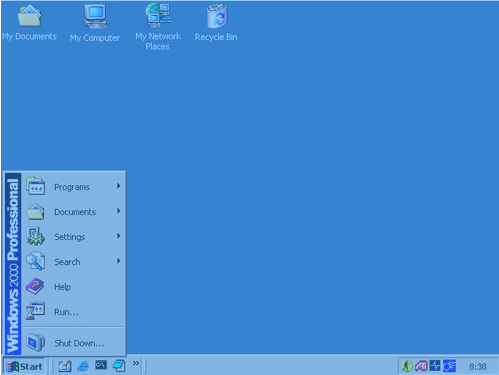 My Documents
My Computer
My Network
Places
Recycle Bin
Windows 2000 Professional
Programs
Documents
Settings
Search
Help
Run...
Shut Down...
Start
8:38